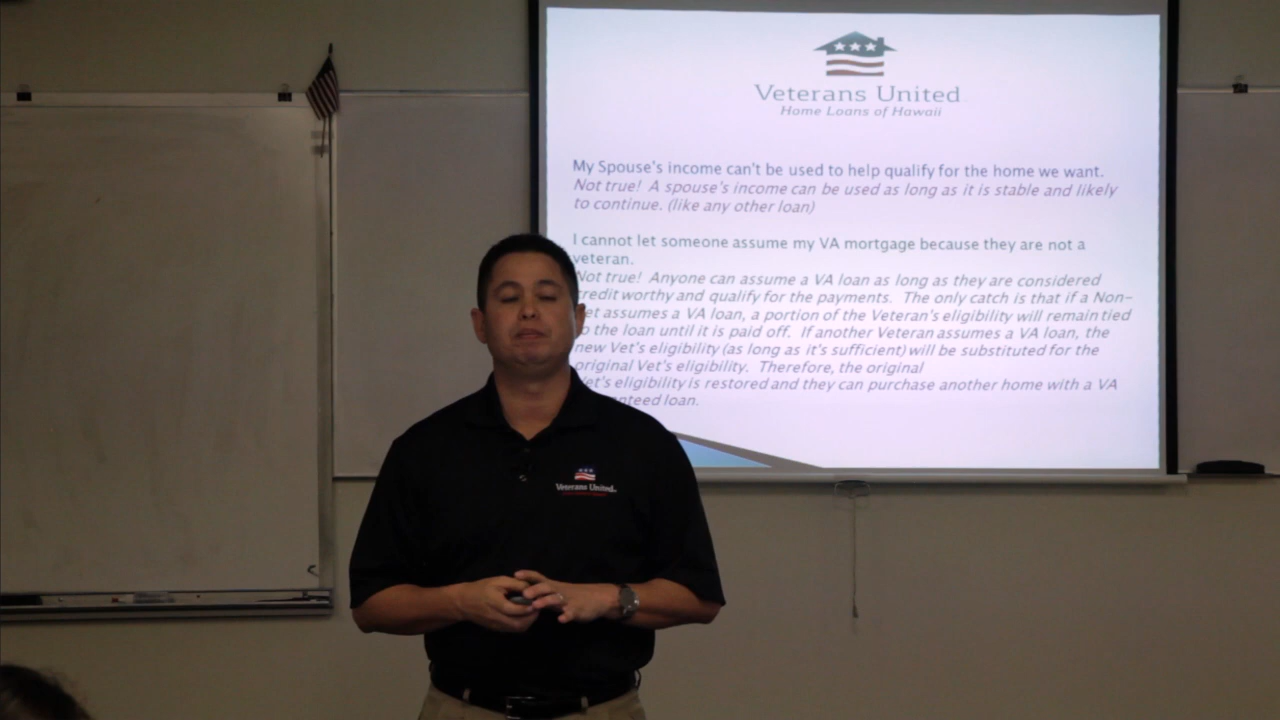 Veterans United
Home Loans of Hawaii
My Spouse's income can't be used to help qualify for the home we want.
Not true! A spouse's income can be used as long as it is stable and likely
to continue. (like any other loan)
I cannot let someone assume my VA mortgage because they are not a
veteran.
Not true! Anyone can assume a VA loan as long as they are considered
credit worthy and qualify for the payments. The only catch is that if a Non-
Vet assumes a VA loan, a portion of the Veteran's eligibility will remain tied
to the loan until it is paid off. If another Veteran assumes a VA loan, the
new Vet's eligibility (as long as it's sufficient) will be substituted for the
original Vet's eligibility. Therefore, the original
Vet's eligibility is restored and they can purchase another home with a VA
loan.
Veterans United